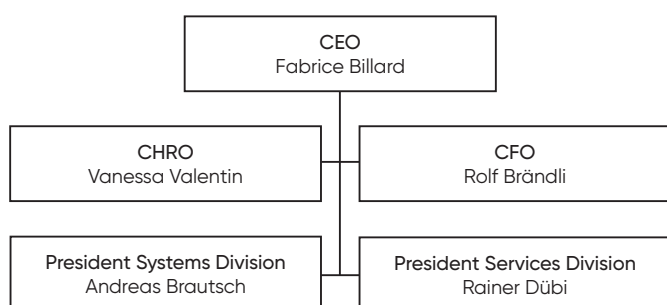 CEO
Fabrice Billard
CHRO
Vanessa Valentin
CFO
Rolf Brändli
President Systems Division
Andreas Brautsch
President Services Division
Rainer Dübi